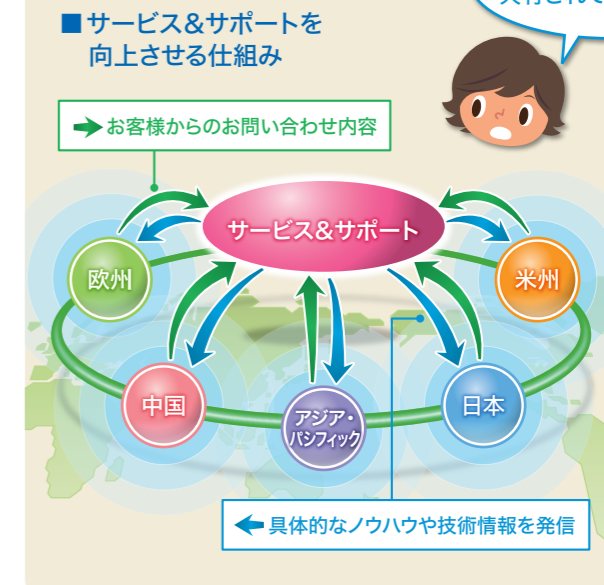 ■サービス&サポートを
向上させる仕組み
お客様からのお問い合わせ内容
サービス&サポート
欧州
米州
中国
アジア・
パシフィック
日本
具体的なノウハウや技術情報を発信